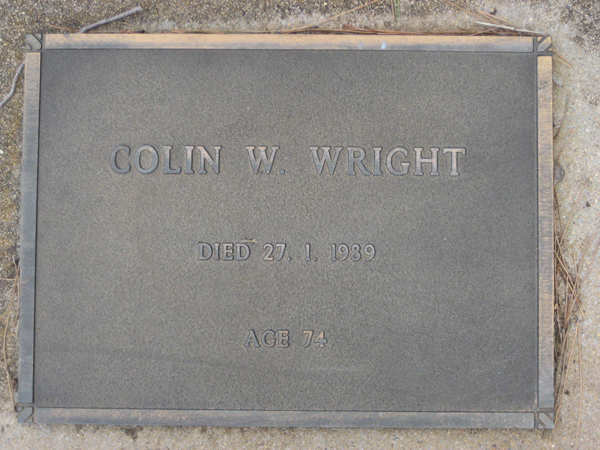 COLIN W. WRIGHT
DIED 27. 1. 1989
AGE 74